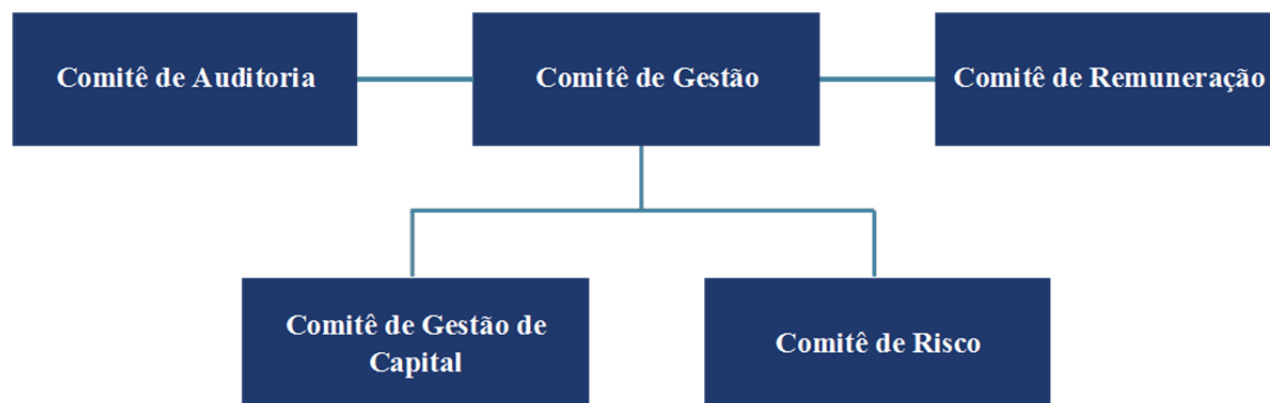 Comitê de Auditoria
Comitê de Gestão
Comitê de Remuneração
Comitê de Gestão de
Capital
Comitê de Risco